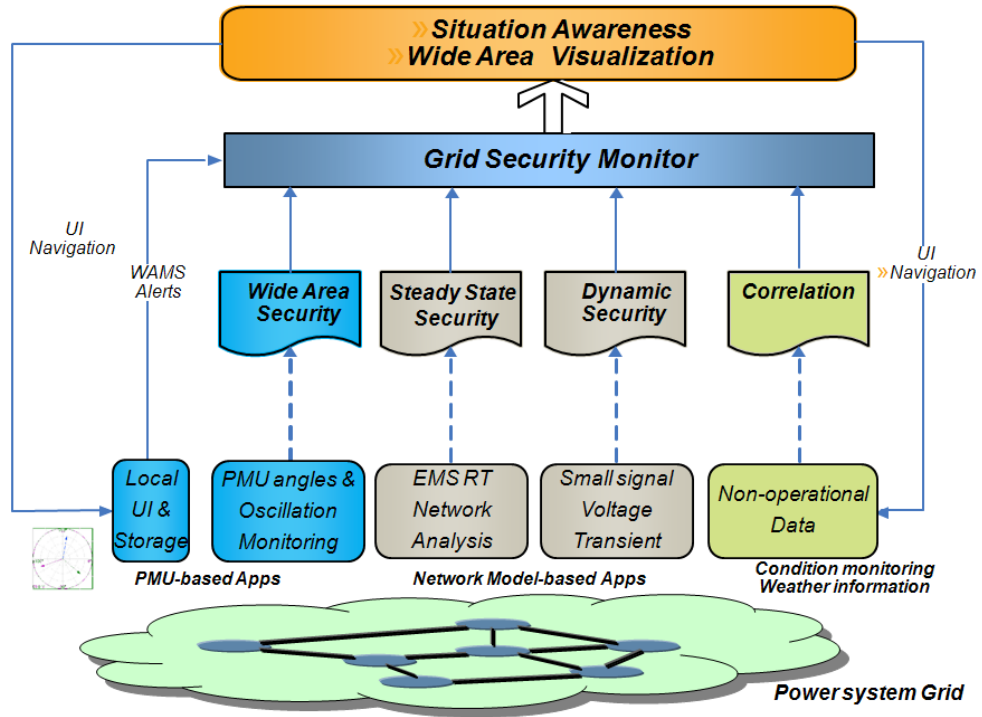 »Situation Awareness
»Wide Area Visualization
Grid Security Monitor
UI
Navigation
WAMS
Alerts
UI
»Navigation
Wide Area
Security
Steady State
Security
Dynamic
Security
Correlation
Local
UI &
Storage
PMU angles &
Oscillation
Monitoring
EMS RT
Network
Analysis
Small signal
Voltage
Transient
Non-operational
Data
PMU-based Apps
Network Model-based Apps
Condition monitoring
Weather information
Power system Grid